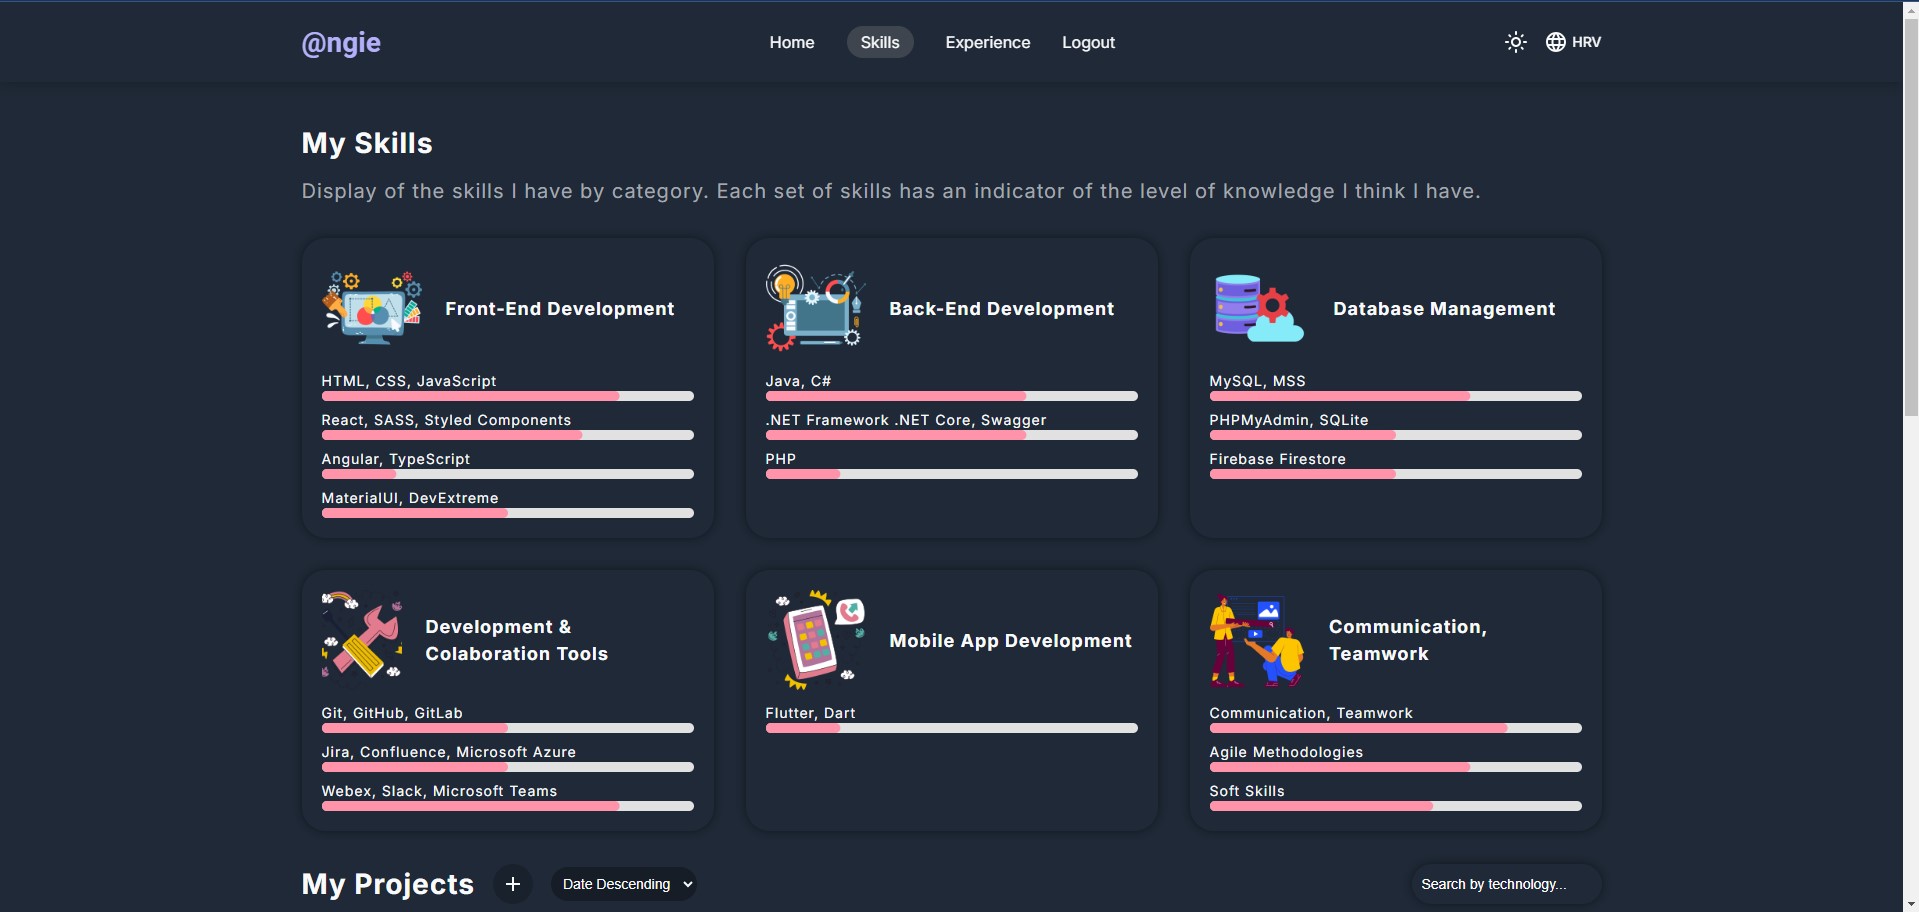 @ngie
Home
Skills
Experience
Logout
HRV
My Skills
Display of the skills I have by category. Each set of skills has an indicator of the level of knowledge I think I have.
Front-End Development
HTML, CSS, JavaScript
React, SASS, Styled Components
Angular, TypeScript
MaterialUI, DevExtreme
Back-End Development
Java, C#
.NET Framework .NET Core, Swagger
PHP
Database Management
MySQL, MSS
PHPMyAdmin, SQLite
Firebase Firestore
Development &
Colaboration Tools
Git, GitHub, GitLab
Jira, Confluence, Microsoft Azure
Webex, Slack, Microsoft Teams
Mobile App Development
Flutter, Dart
Communication,
Teamwork
Communication, Teamwork
Agile Methodologies
Soft Skills
My Projects
+
Date Descending
Search by technology...